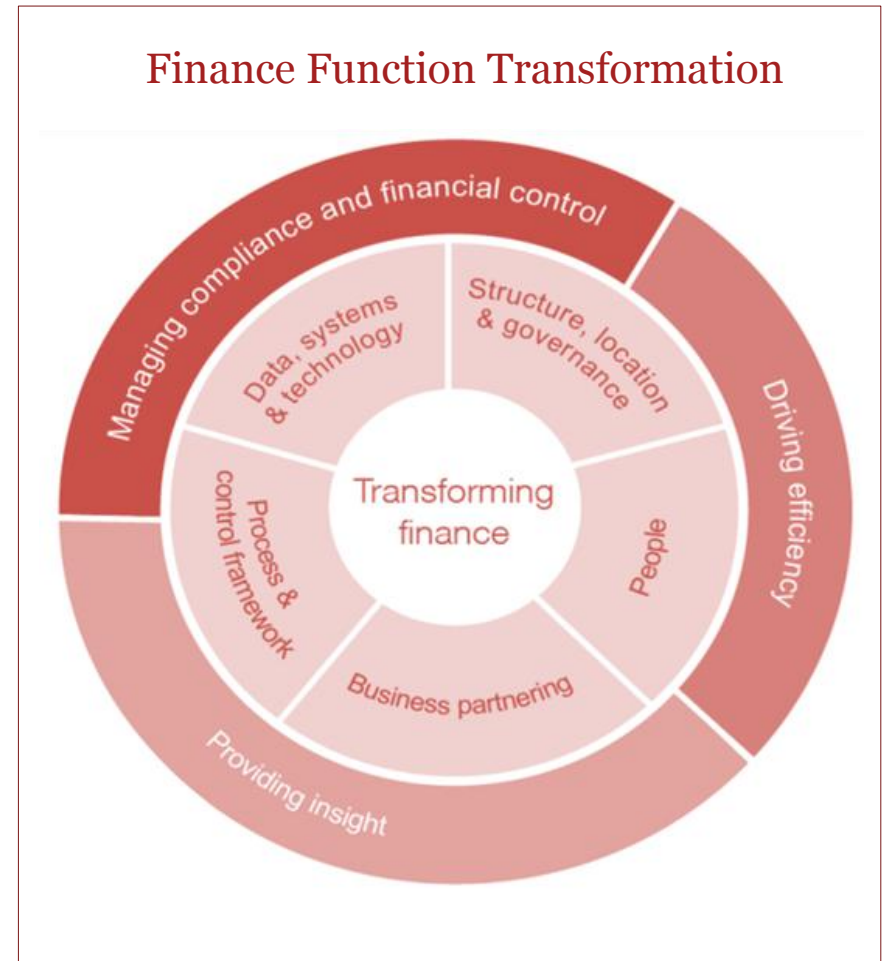 Finance Function Transformation
Managing compliance and financial control
Driving efficiency
Providing insight
Data, systems
& technology
Structure, location
& governance
People
Business partnering
Process &
control framework
Transforming
finance